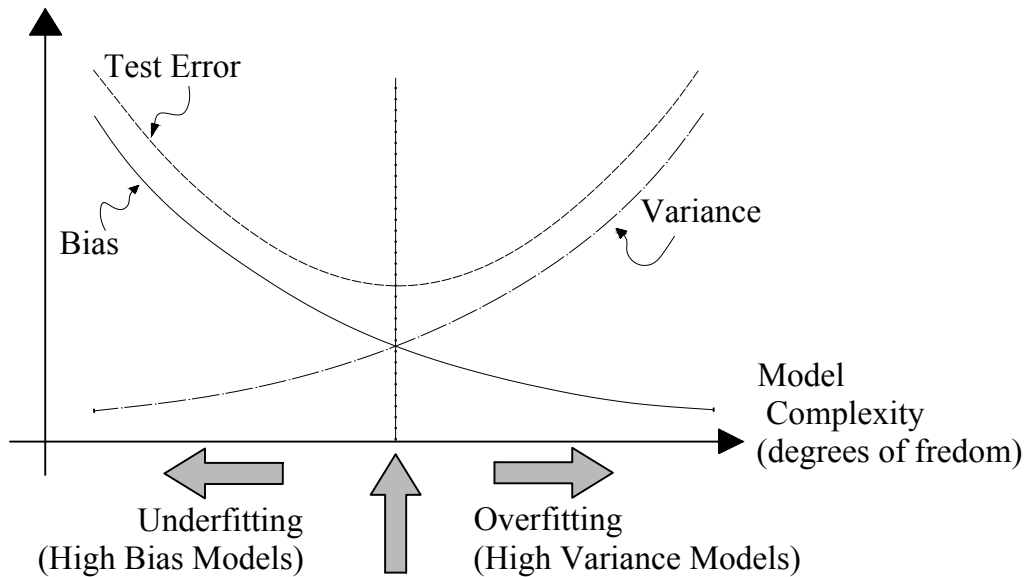 Test Error
Bias
Variance
Model
Complexity
(degrees of fredom)
Underfitting
(High Bias Models)
Overfitting
(High Variance Models)